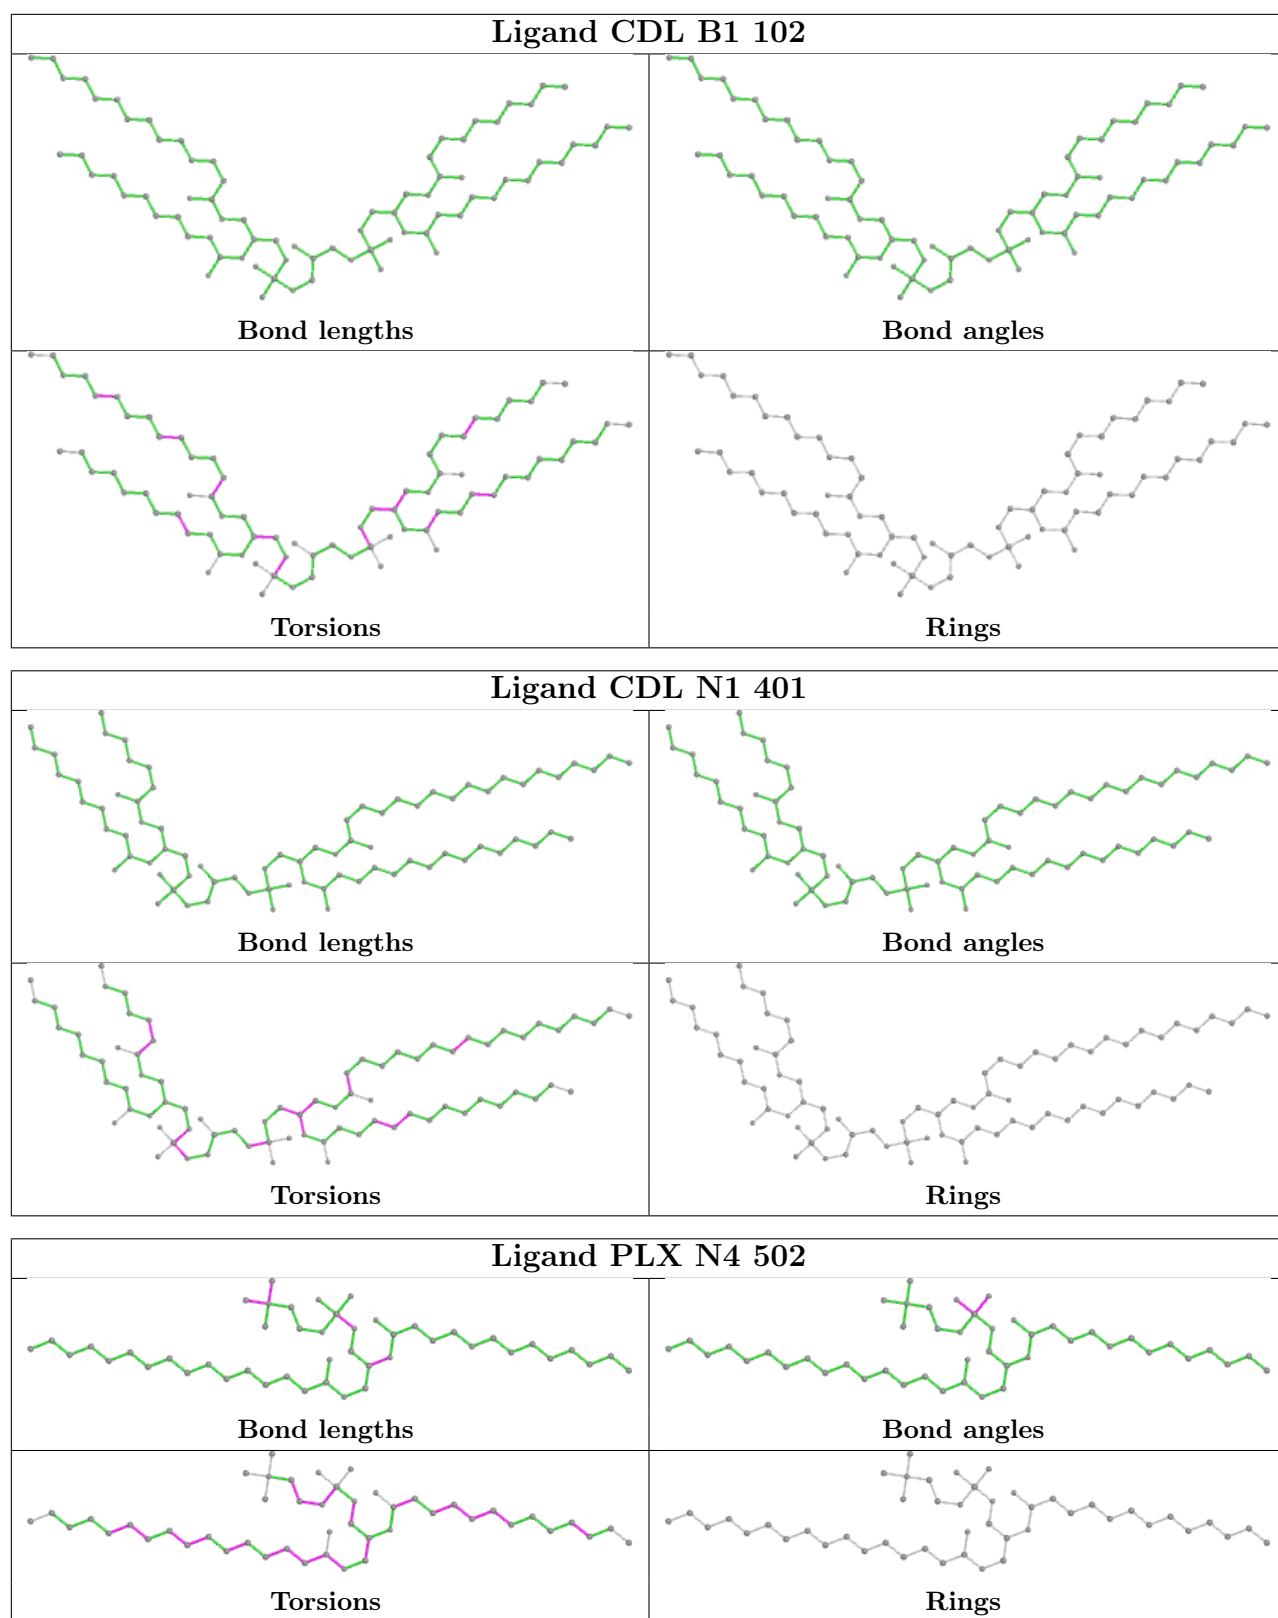 Ligand CDL B1 102
Bond lengths
Bond angles
Torsions
Rings
Ligand CDL N1 401
Bond lengths
Bond angles
Torsions
Rings
Ligand PLX N4 502
Bond lengths
Bond angles
Torsions
Rings